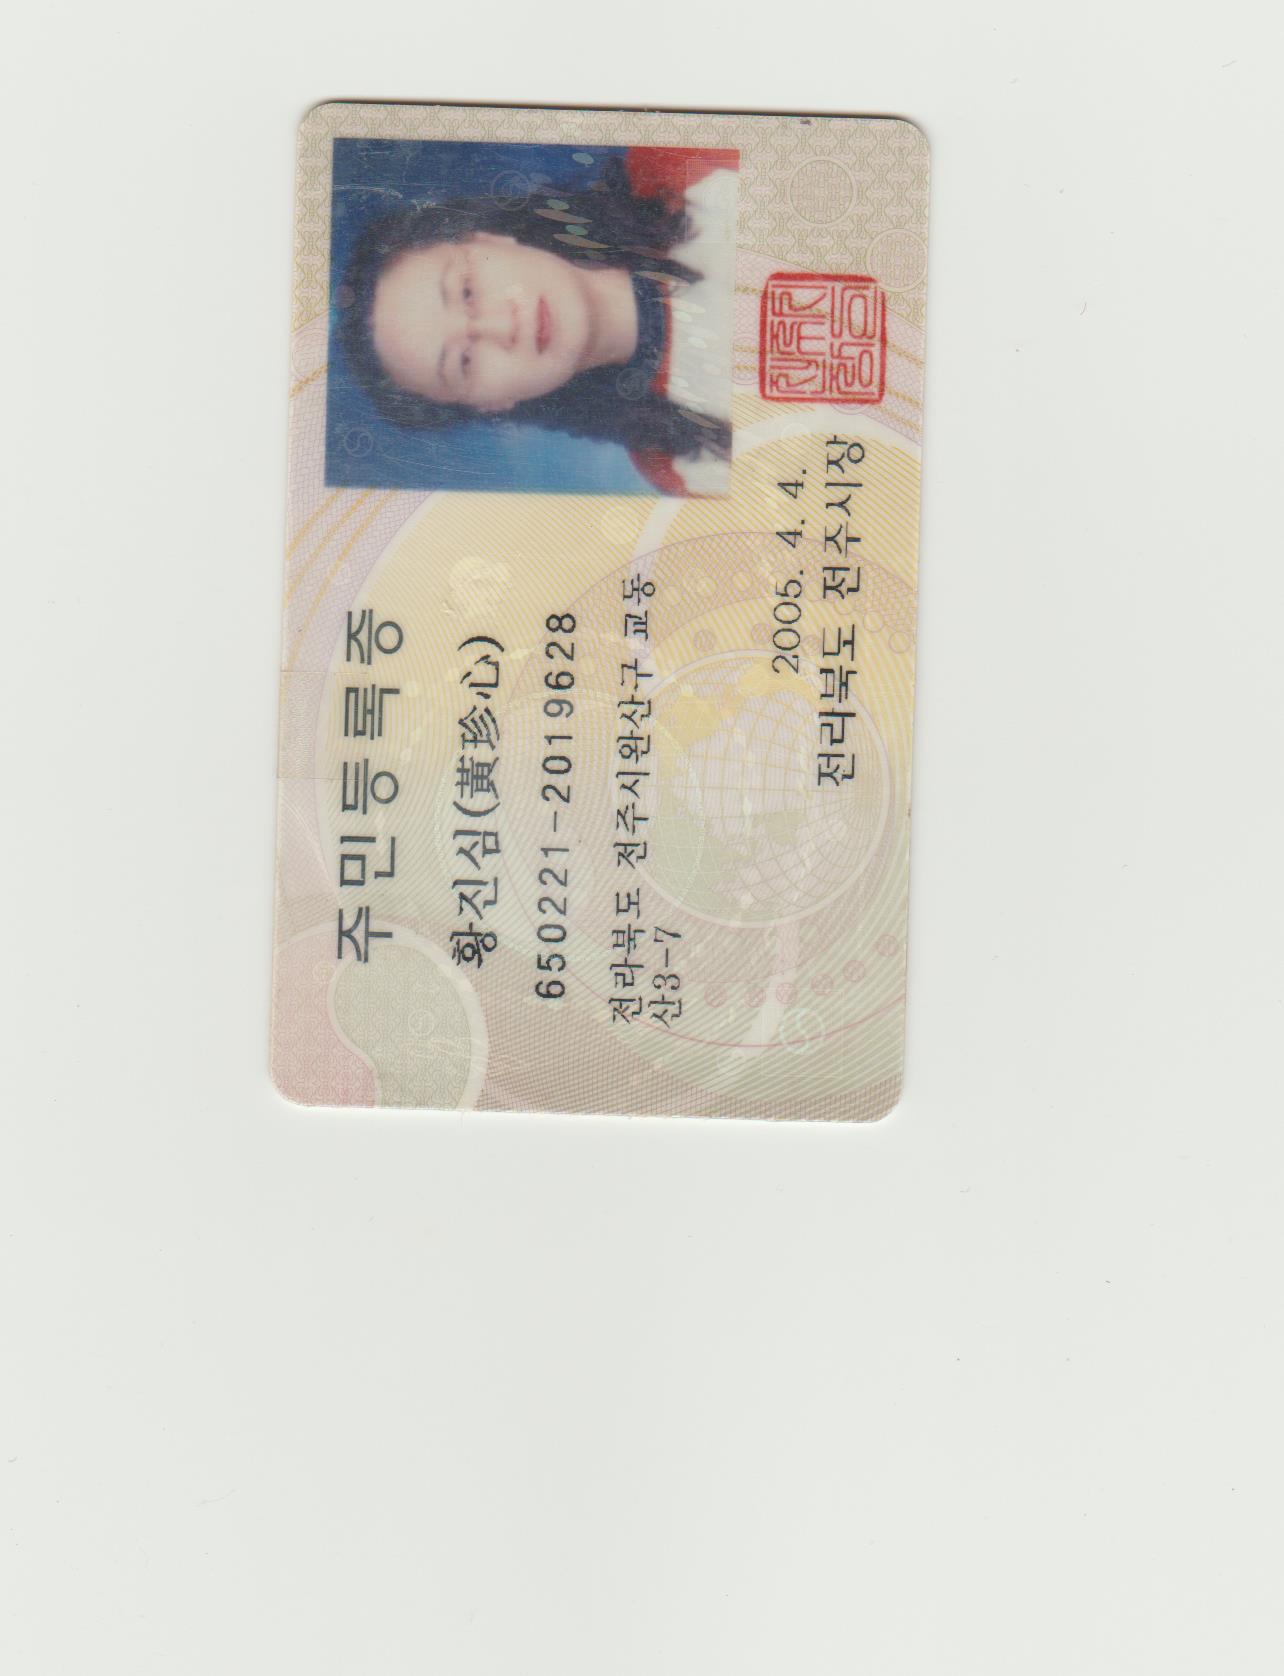 주민등록증
황진심(黃珍心)
650221-2019628
전라북도 전주시완산구 교동
산3-7
2005. 4. 4.
전라북도 전주시장